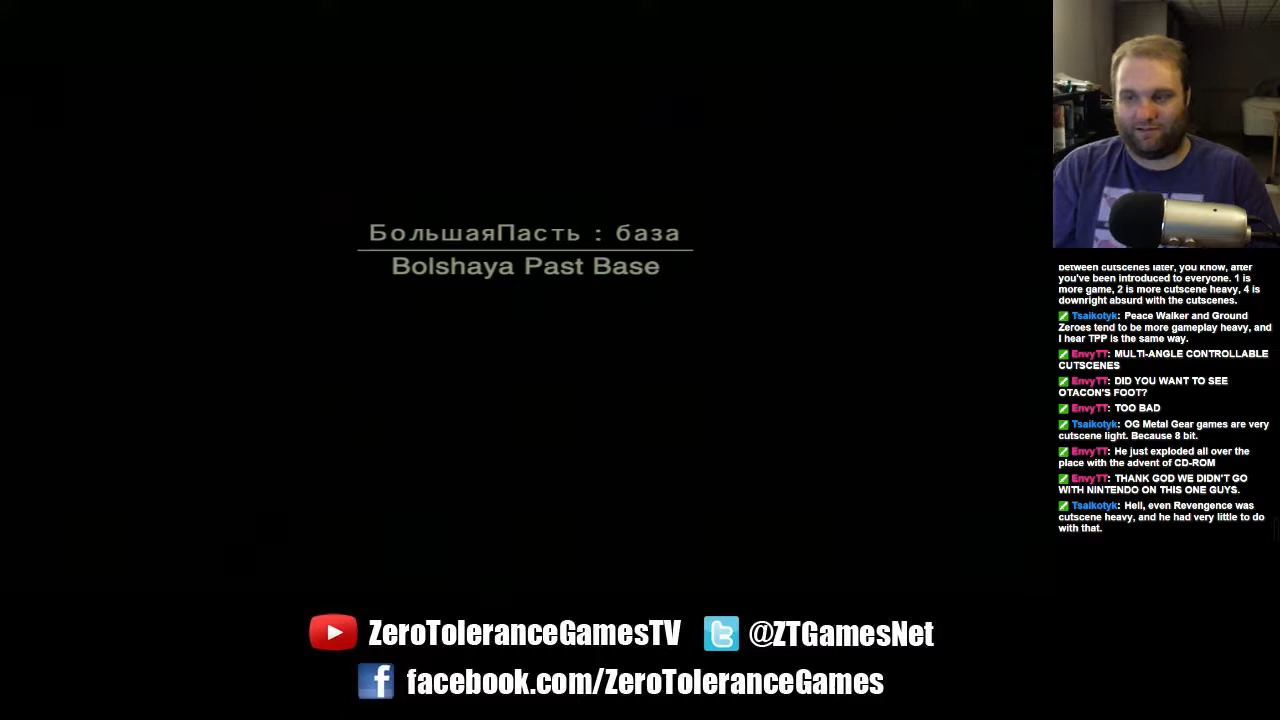 БольшаяПасть : база
Bolshaya Past Base
between cutscenes later, you know, after
you've been introduced to everyone. 1 is
more game, 2 is more cutscene heavy, 4 is
downright absurd with the cutscenes.
Tsaikotyk: Peace Walker and Ground
Zeroes tend to be more gameplay heavy, and
I hear TPP is the same way.
EnvyTT: MULTI-ANGLE CONTROLLABLE
CUTSCENES
EnvyTT: DID YOU WANT TO SEE
OTACON'S FOOT?
EnvyTT: TOO BAD
Tsaikotyk: OG Metal Gear games are very
cutscene light. Because 8 bit.
EnvyTT: He just exploded all over the
place with the advent of CD-ROM
EnvyTT: THANK GOD WE DIDN'T GO
WITH NINTENDO ON THIS ONE GUYS.
Tsaikotyk: Hell, even Revengence was
cutscene heavy, and he had very little to do
with that.
ZeroToleranceGamesTV @ZTGamesNet
facebook.com/ZeroToleranceGames